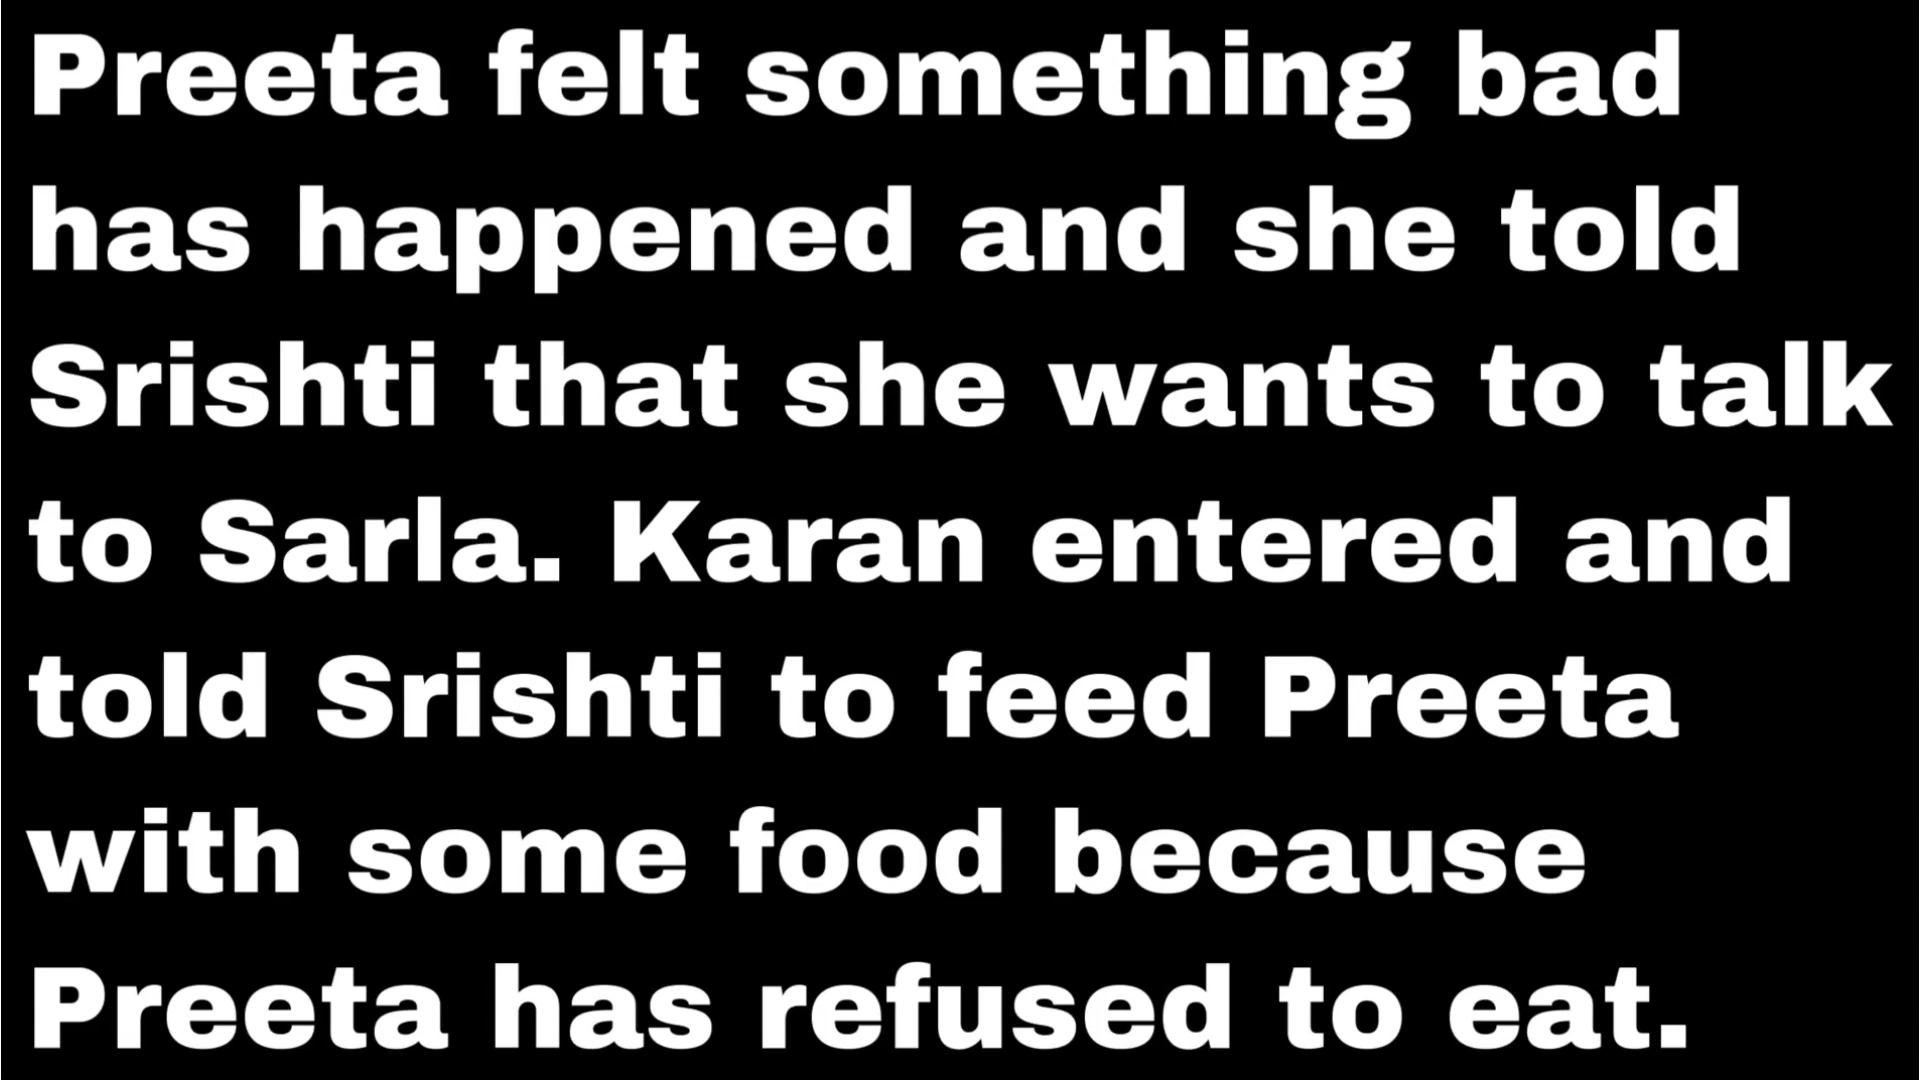 Preeta felt something bad
has happened and she told
Srishti that she wants to talk
to Sarla. Karan entered and
told Srishti to feed Preeta
with some food because
Preeta has refused to eat.